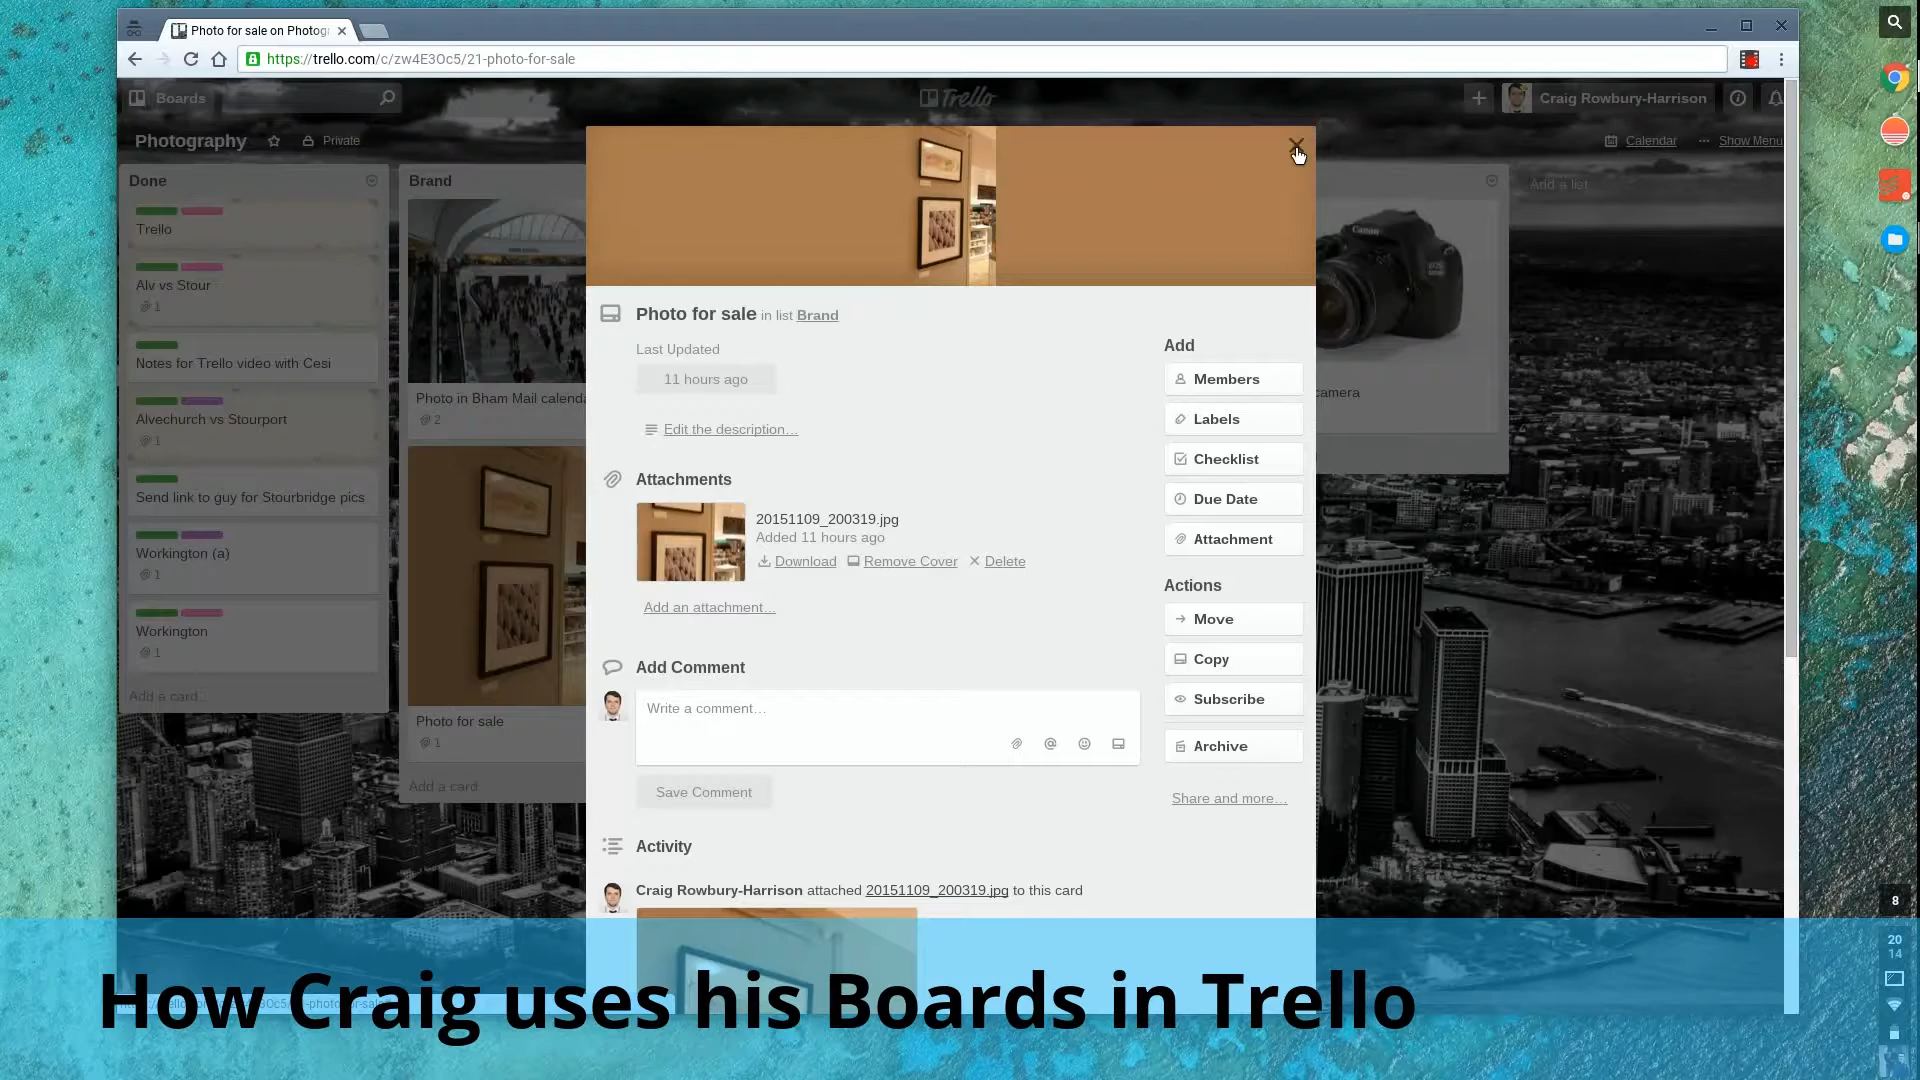 Photo for sale on Photogr
https://trello.com/c/zw4E3Oc5/21-photo-for-sale
Boards
Trello
Craig Rowbury-Harrison
Photography
Private
Calendar
Show Menu
Done
Trello
Alv vs Stour
1
Notes for Trello video with Cesi
Alvechurch vs Stourport
1
Send link to guy for Stourbridge pics
Workington (a)
1
Workington
1
Add a card...
Brand
Photo in Bham Mail calenda
2
Photo for sale
1
Add a card
Photo for sale in list Brand
Last Updated
11 hours ago
Edit the description…
Attachments
20151109_200319.jpg
Added 11 hours ago
Download Remove Cover Delete
Add an attachment…
Add Comment
Write a comment…
Save Comment
Activity
Craig Rowbury-Harrison attached 20151109_200319.jpg to this card
Add
Members
Labels
Checklist
Due Date
Attachment
Actions
Move
Copy
Subscribe
Archive
Share and more…
Canon
camera
Add a list
8
20
14
How Craig uses his Boards in Trello